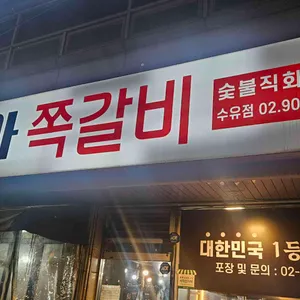 쪽갈비
숯불직화
수유점 02.90
대한민국 1등
포장 및 문의 : 02-